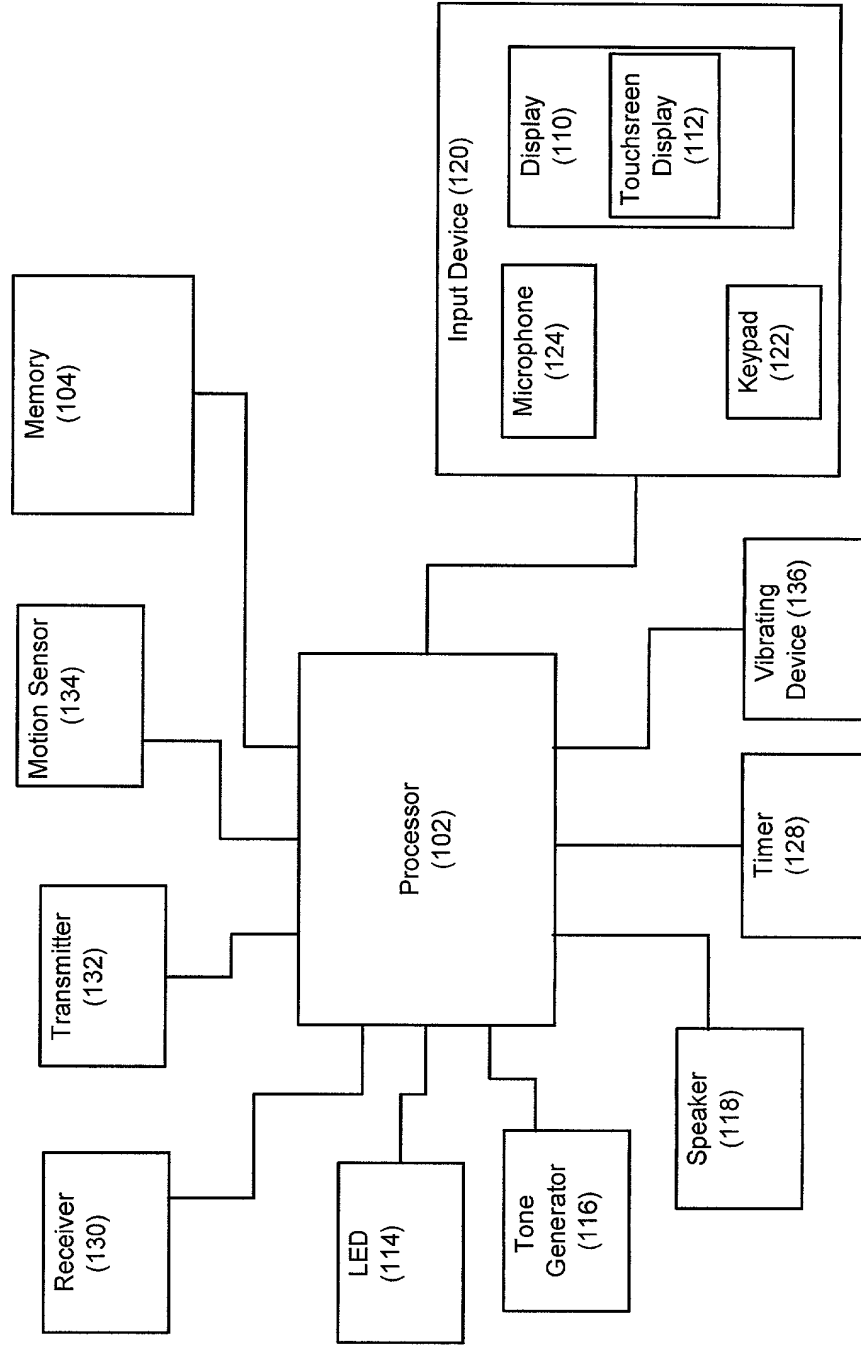 Receiver
(130)
Transmitter
(132)
Motion Sensor
(134)
Memory
(104)
LED
(114)
Processor
(102)
Input Device (120)
Microphone
(124)
Display
(110)
Touchsreen
Display
(112)
Keypad
(122)
Tone
Generator
(116)
Speaker
(118)
Timer
(128)
Vibrating
Device (136)